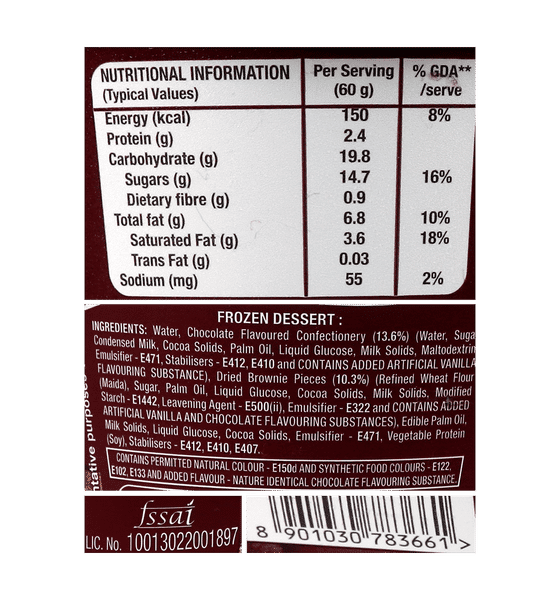 NUTRITIONAL INFORMATION Per Serving % GDA**
(Typical Values) (60 g) /serve
Energy (kcal) 150 8%
Protein (g) 2.4
Carbohydrate (g) 19.8
Sugars (g) 14.7 16%
Dietary fibre (g) 0.9
Total fat (g) 6.8 10%
Saturated Fat (g) 3.6 18%
Trans Fat (g) 0.03
Sodium (mg) 55 2%
FROZEN DESSERT :
INGREDIENTS: Water, Chocolate Flavoured Confectionery (13.6%) (Water, Suga
Condensed Milk, Cocoa Solids, Palm Oil, Liquid Glucose, Milk Solids, Maltodextrin
Emulsifier - E471, Stabilisers - E412, E410 and CONTAINS ADDED ARTIFICIAL VANILLA
FLAVOURING SUBSTANCE), Dried Brownie Pieces (10.3%) (Refined Wheat Flour
(Maida), Sugar, Palm Oil, Liquid Glucose, Cocoa Solids, Milk Solids, Modified
Starch - E1442, Leavening Agent - E500(ii), Emulsifier - E322 and CONTAINS ADDED
ARTIFICIAL VANILLA AND CHOCOLATE FLAVOURING SUBSTANCES), Edible Palm Oil,
Milk Solids, Liquid Glucose, Cocoa Solids, Emulsifier - E471, Vegetable Protein
(Soy), Stabilisers - E412, E410, E407.
CONTAINS PERMITTED NATURAL COLOUR - E150d AND SYNTHETIC FOOD COLOURS - E122,
E102, E133 AND ADDED FLAVOUR - NATURE IDENTICAL CHOCOLATE FLAVOURING SUBSTANCE.
ntative purposes
fssai
LIC. No. 10013022001897
8 901030 783661 >